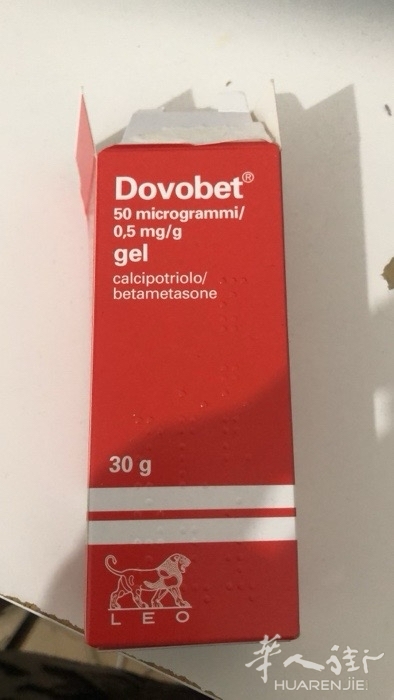 Dovobet®
50 microgrammi/
0,5 mg/g
gel
calcipotriolo/
betametasone
30 g
LEO
华人街
HUARENJIE